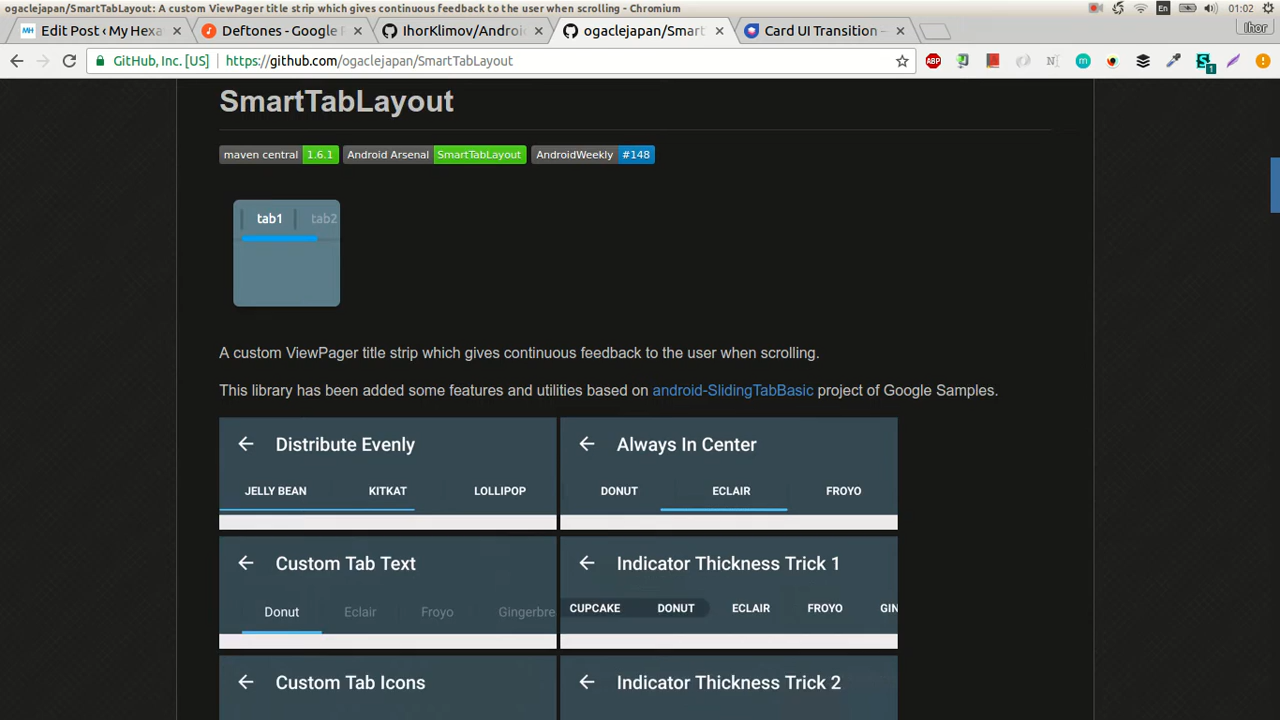 ogaclejapan/SmartTabLayout: A custom ViewPager title strip which gives continuous feedback to the user when scrolling - Chromium
En
01:02
Edit Post ‹ My Hexa
Deftones - Google P
IhorKlimov/Androi
ogaclejapan/Smart
Card UI Transition –
Ihor
GitHub, Inc. [US]
https://github.com/ogaclejapan/SmartTabLayout
ABP
N
m
S
1
SmartTabLayout
maven central 1.6.1
Android Arsenal SmartTabLayout
AndroidWeekly #148
tab1 tab2
A custom ViewPager title strip which gives continuous feedback to the user when scrolling.
This library has been added some features and utilities based on android-SlidingTabBasic project of Google Samples.
Distribute Evenly
JELLY BEAN KITKAT LOLLIPOP
Always In Center
DONUT ECLAIR FROYO
Custom Tab Text
Donut Eclair Froyo Gingerbre
Indicator Thickness Trick 1
CUPCAKE DONUT ECLAIR FROYO GIN
Custom Tab Icons
Indicator Thickness Trick 2